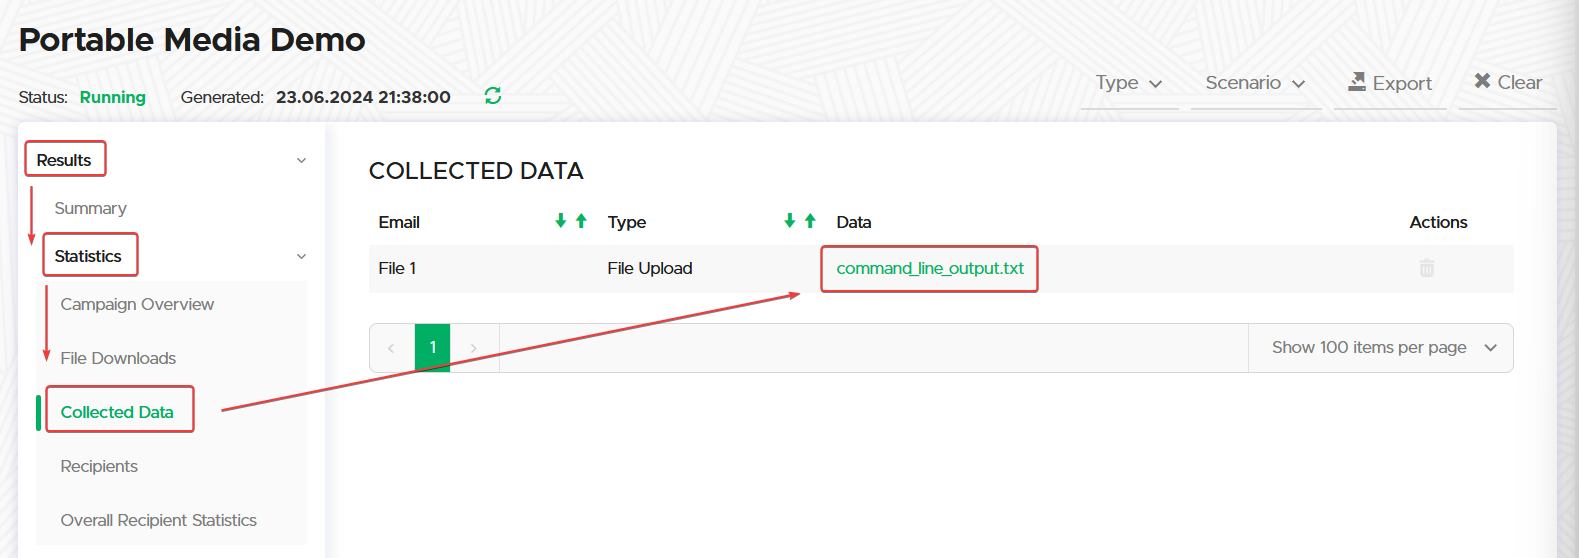 Portable Media Demo
Status: Running Generated: 23.06.2024 21:38:00
Type Scenario Export Clear
Results
Summary
Statistics
Campaign Overview
File Downloads
Collected Data
Recipients
Overall Recipient Statistics
COLLECTED DATA
Email Type Data Actions
File 1 File Upload command_line_output.txt
1 Show 100 items per page